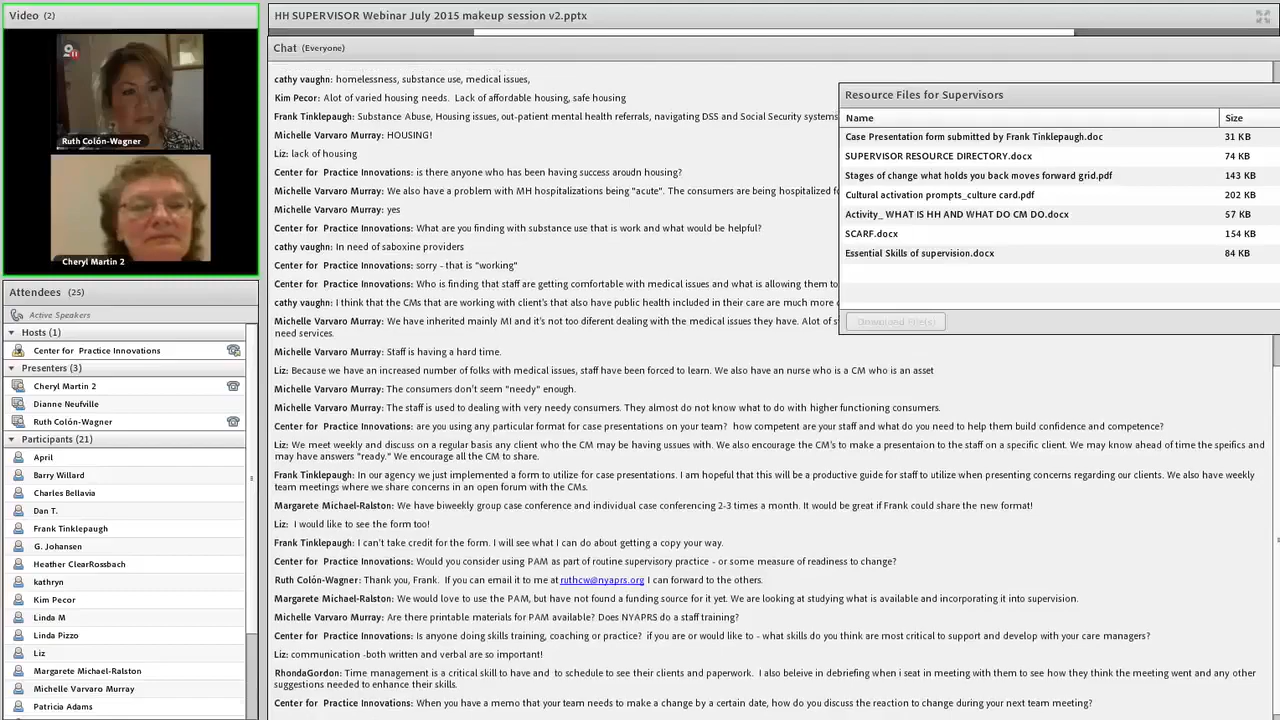 Video (2)
Ruth Colón-Wagner
Cheryl Martin 2
Attendees (25)
Active Speakers
Hosts (1)
Center for Practice Innovations
Presenters (3)
Cheryl Martin 2
Dianne Neufville
Ruth Colón-Wagner
Participants (21)
April
Barry Willard
Charles Bellavia
Dan T.
Frank Tinklepaugh
G. Johansen
Heather ClearRossbach
kathryn
Kim Pecor
Linda M
Linda Pizzo
Liz
Margarete Michael-Ralston
Michelle Varvaro Murray
Patricia Adams
HH SUPERVISOR Webinar July 2015 makeup session v2.pptx
Chat (Everyone)
cathy vaughn: homelessness, substance use, medical issues,
Kim Pecor: Alot of varied housing needs. Lack of affordable housing, safe housing
Frank Tinklepaugh: Substance Abuse, Housing issues, out-patient mental health referrals, navigating DSS and Social Security systems
Michelle Varvaro Murray: HOUSING!
Liz: lack of housing
Center for Practice Innovations: is there anyone who has been having success aroudn housing?
Michelle Varvaro Murray: We also have a problem with MH hospitalizations being "acute". The consumers are being hospitalized fo
Michelle Varvaro Murray: yes
Center for Practice Innovations: What are you finding with substance use that is work and what would be helpful?
cathy vaughn: In need of saboxine providers
Center for Practice Innovations: sorry - that is "working"
Center for Practice Innovations: Who is finding that staff are getting comfortable with medical issues and what is allowing them to
cathy vaughn: I think that the CMs that are working with client's that also have public health included in their care are much more
Michelle Varvaro Murray: We have inherited mainly MI and it's not too diferent dealing with the medical issues they have. Alot of s
need services.
Michelle Varvaro Murray: Staff is having a hard time.
Liz: Because we have an increased number of folks with medical issues, staff have been forced to learn. We also have an nurse who is a CM who is an asset
Michelle Varvaro Murray: The consumers don't seem "needy" enough.
Michelle Varvaro Murray: The staff is used to dealing with very needy consumers. They almost do not know what to do with higher functioning consumers.
Center for Practice Innovations: are you using any particular format for case presentations on your team? how competent are your staff and what do you need to help them build confidence and competence?
Liz: We meet weekly and discuss on a regular basis any client who the CM may be having ussues with. We also encourage the CM's to make a presentaion to the staff on a specific client. We may know ahead of time the speifics and
may have answers "ready." We encourage all the CM to share.
Frank Tinklepaugh: In our agency we just implemented a form to utilize for case presentations. I am hopeful that this will be a productive guide for staff to utilize when presenting concerns regarding our clients. We also have weekly
team meetings where we share concerns in an open forum with the CMs.
Margarete Michael-Ralston: We have biweekly group case conference and individual case conferencing 2-3 times a month. It would be great if Frank could share the new format!
Liz: I would like to see the form too!
Frank Tinklepaugh: I can't take credit for the form. I will see what I can do about getting a copy your way.
Center for Practice Innovations: Would you consider using PAM as part of routine supervisory practice - or some measure of readiness to change?
Ruth Colón-Wagner: Thank you, Frank. If you can email it to me at ruthcw@nyaprs.org I can forward to the others.
Margarete Michael-Ralston: We would love to use the PAM, but have not found a funding source for it yet. We are looking at studying what is available and incorporating it into supervision.
Michelle Varvaro Murray: Are there printable materials for PAM available? Does NYAPRS do a staff training?
Center for Practice Innovations: Is anyone doing skills training, coaching or practice? if you are or would like to - what skills do you think are most critical to support and develop with your care managers?
Liz: communication -both written and verbal are so important!
RhondaGordon: Time management is a critical skill to have and to schedule to see their clients and paperwork. I also beleive in debriefing when i seat in meeting with them to see how they think the meeting went and any other
suggestions needed to enhance their skills.
Center for Practice Innovations: When you have a memo that your team needs to make a change by a certain date, how do you discuss the reaction to change during your next team meeting?
Resource Files for Supervisors
Name Size
Case Presentation form submitted by Frank Tinklepaugh.doc 31 KB
SUPERVISOR RESOURCE DIRECTORY.docx 74 KB
Stages of change what holds you back moves forward grid.pdf 143 KB
Cultural activation prompts_culture card.pdf 202 KB
Activity_ WHAT IS HH AND WHAT DO CM DO.docx 57 KB
SCARF.docx 154 KB
Essential Skills of supervision.docx 84 KB
Download File(s)